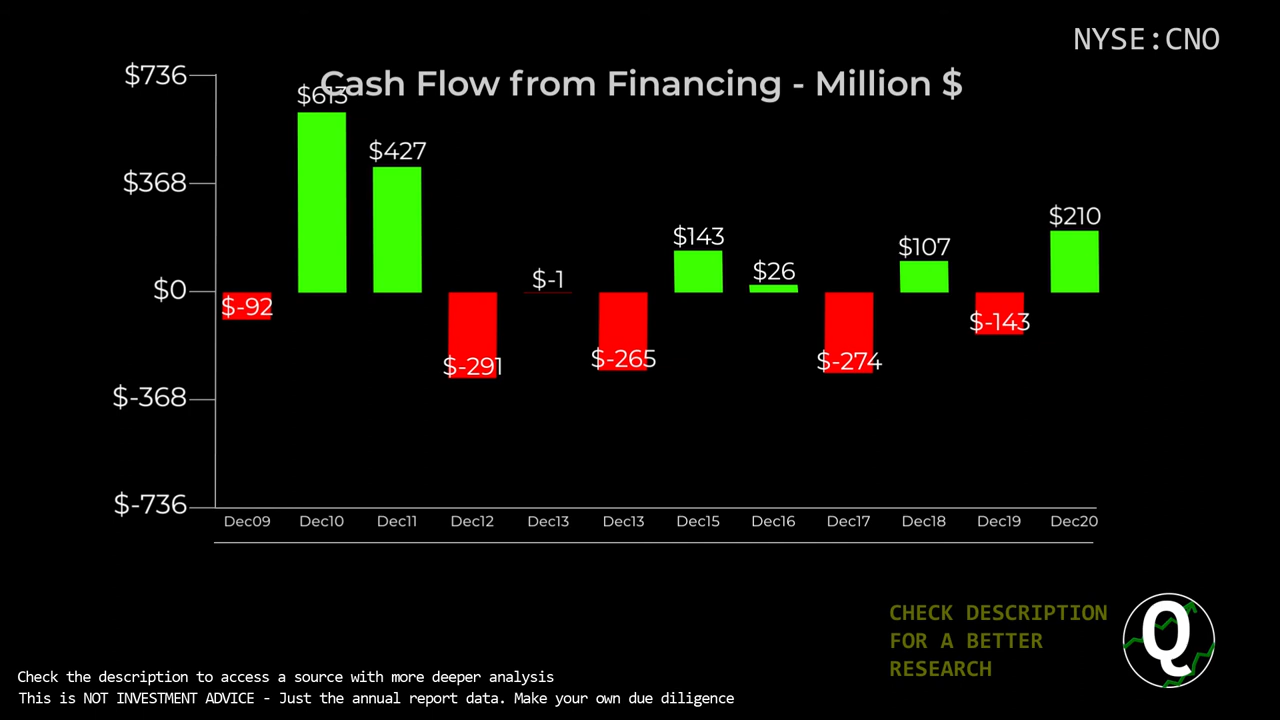 NYSE:CNO
Cash Flow from Financing - Million $
$736
$368
$0
$-368
$-736
$-92
$613
$427
$-291
$-1
$-265
$143
$26
$-274
$107
$-143
$210
Dec09 Dec10 Dec11 Dec12 Dec13 Dec13 Dec15 Dec16 Dec17 Dec18 Dec19 Dec20
CHECK DESCRIPTION
FOR A BETTER
RESEARCH
Q
Check the description to access a source with more deeper analysis
This is NOT INVESTMENT ADVICE - Just the annual report data. Make your own due diligence